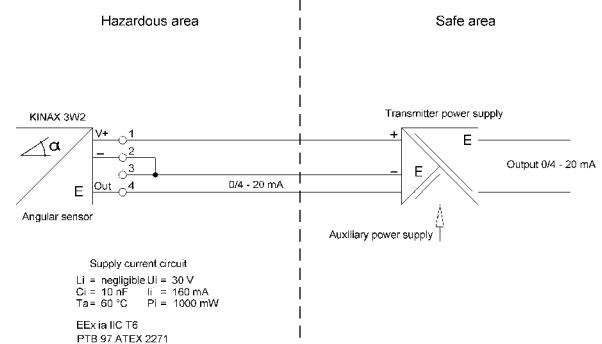 Hazardous area
Safe area
KINAX 3W2
Transmitter power supply
V+ 1
– 2
3
Out 4
α
E
Angular sensor
0/4 - 20 mA
+
–
E
E
Output 0/4 - 20 mA
Auxiliary power supply
Supply current circuit
Li = negligible Ui = 30 V
Ci = 10 nF Ii = 160 mA
Ta = 60 °C Pi = 1000 mW
EEx ia IIC T6
PTB 97 ATEX 2271